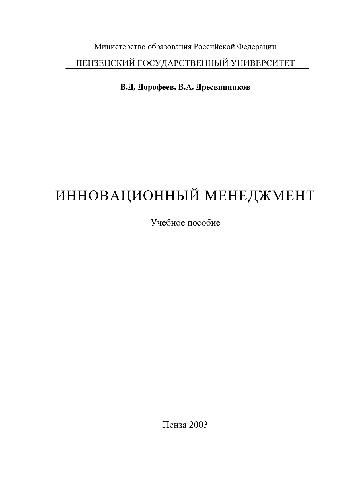 Министерство образования Российской Федерации
ПЕНЗЕНСКИЙ ГОСУДАРСТВЕННЫЙ УНИВЕРСИТЕТ
В.Д. Дорофеев, В.А. Дресвянников
ИННОВАЦИОННЫЙ МЕНЕДЖМЕНТ
Учебное пособие
Пенза 2003